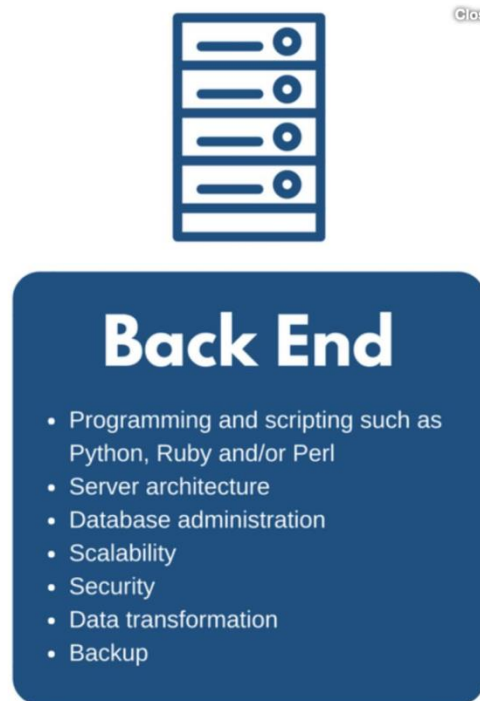 Back End
• Programming and scripting such as
Python, Ruby and/or Perl
• Server architecture
• Database administration
• Scalability
• Security
• Data transformation
• Backup